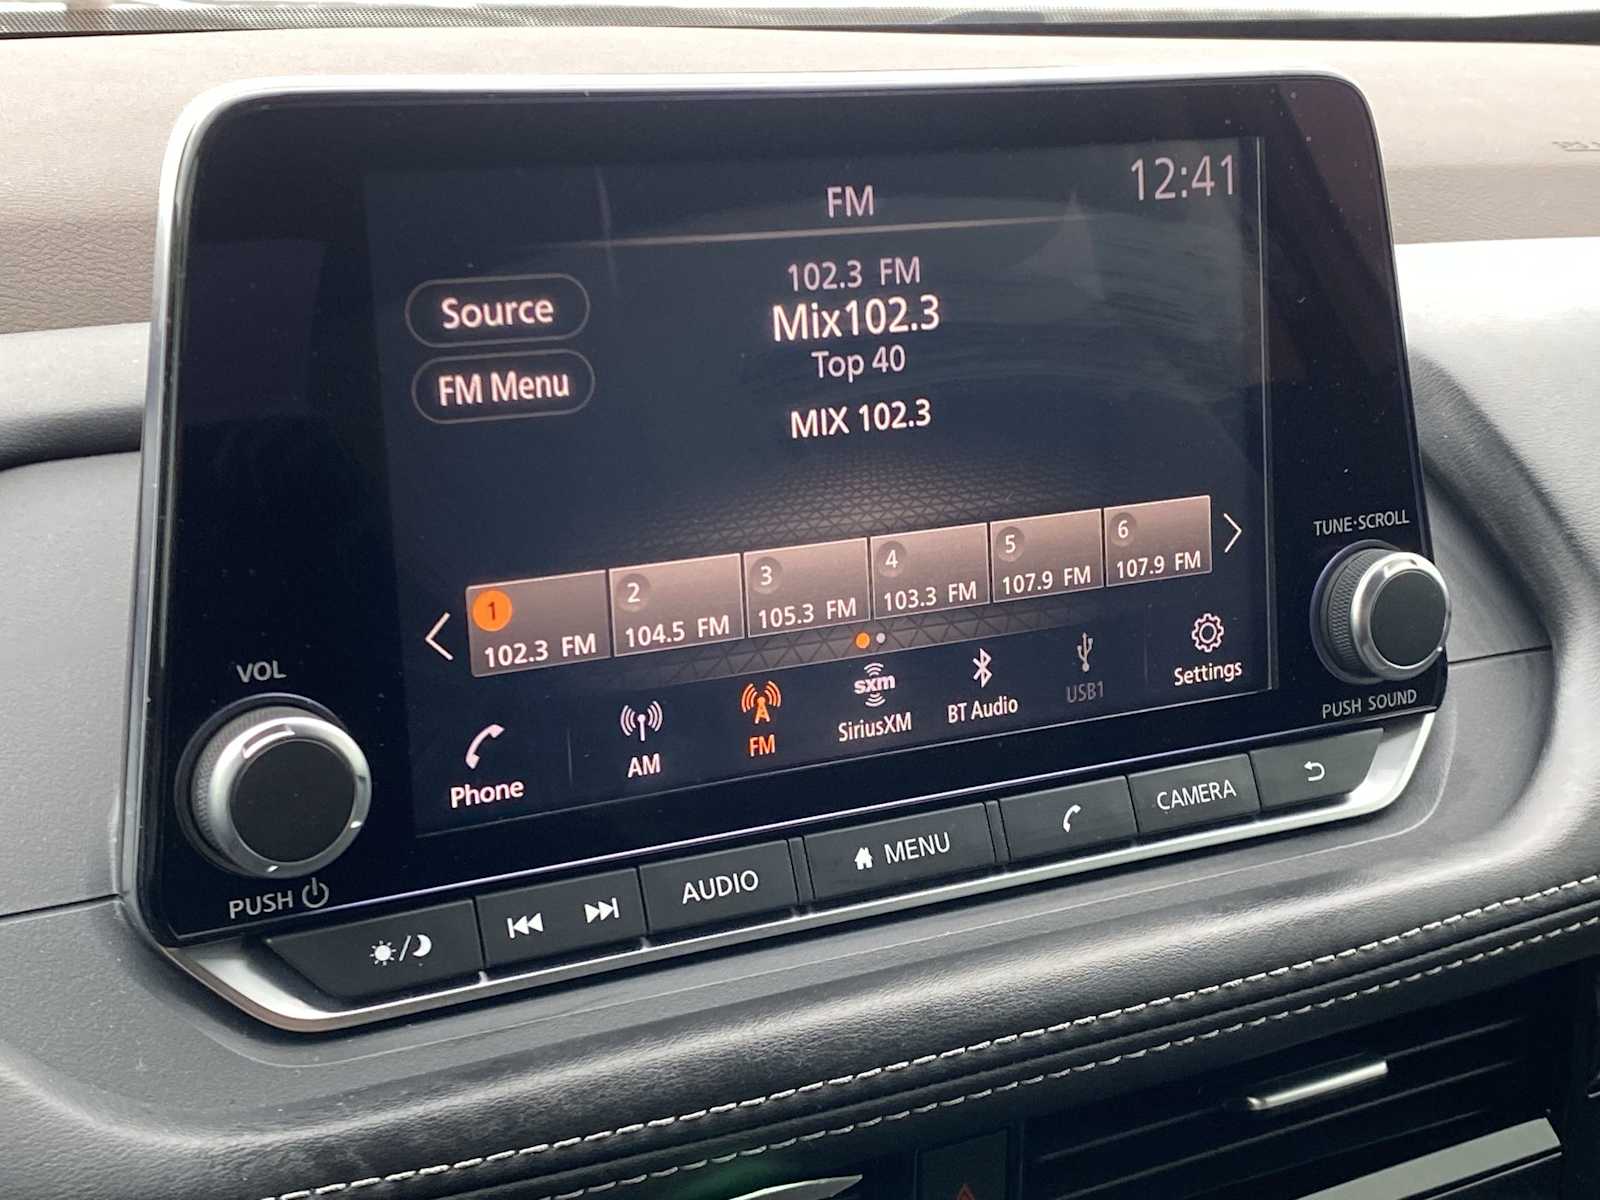 12:41
FM
102.3 FM
Mix102.3
Top 40
MIX 102.3
Source
FM Menu
1
102.3 FM
2
104.5 FM
3
105.3 FM
4
103.3 FM
5
107.9 FM
6
107.9 FM
Phone
AM
FM
sxm
SiriusXM
BT Audio
USB1
Settings
VOL
PUSH
TUNE·SCROLL
PUSH SOUND
AUDIO
MENU
CAMERA